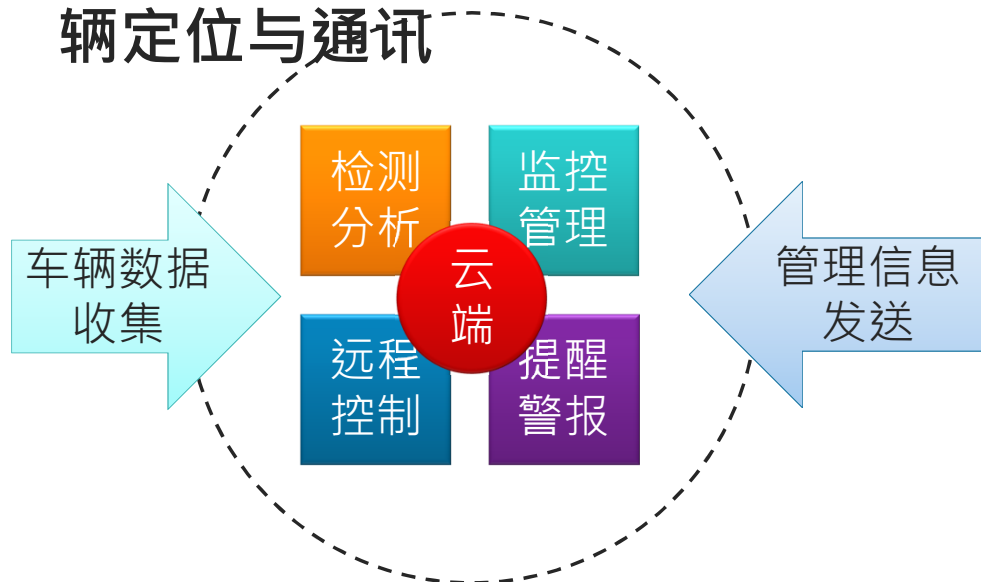 辆定位与通讯
检测
分析
监控
管理
云
端
车辆数据
收集
管理信息
发送
远程
控制
提醒
警报